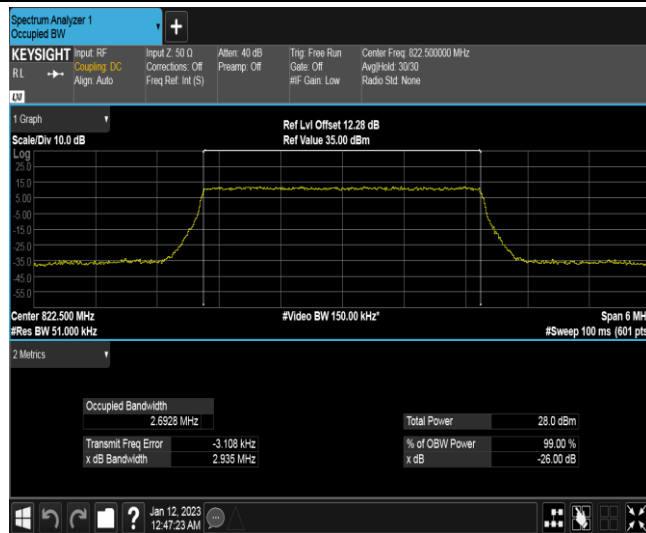 Spectrum Analyzer 1
Occupied BW
+
KEYSIGHT
Input: RF
Coupling: DC
Align: Auto
Input Z: 50 Ω
Corrections: Off
Freq Ref: Int (S)
Atten: 40 dB
Preamp: Off
Trig: Free Run
Gate: Off
#IF Gain: Low
Center Freq: 822.500000 MHz
Avg|Hold: 30/30
Radio Std: None
R L
LXI
1 Graph
Scale/Div 10.0 dB
Ref Lvl Offset 12.28 dB
Ref Value 35.00 dBm
Log
25.0
15.0
5.00
-5.00
-15.0
-25.0
-35.0
-45.0
-55.0
Center 822.500 MHz
#Video BW 150.00 kHz*
Span 6 MH
#Res BW 51.000 kHz
#Sweep 100 ms (601 pts
2 Metrics
Occupied Bandwidth
2.6928 MHz
Total Power 28.0 dBm
Transmit Freq Error -3.108 kHz
% of OBW Power 99.00 %
x dB Bandwidth 2.935 MHz
x dB -26.00 dB
?
Jan 12, 2023
12:47:23 AM